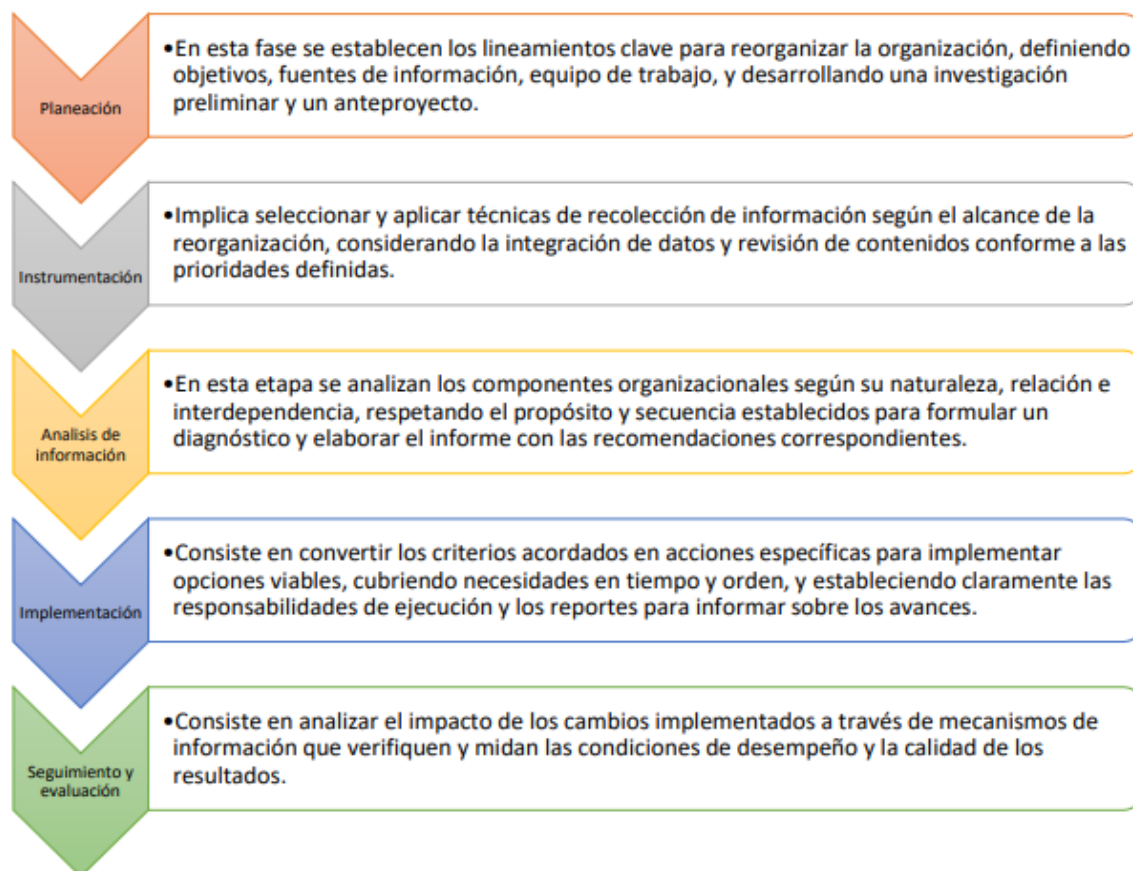 Planeación
•En esta fase se establecen los lineamientos clave para reorganizar la organización, definiendo
objetivos, fuentes de información, equipo de trabajo, y desarrollando una investigación
preliminar y un anteproyecto.
Instrumentación
•Implica seleccionar y aplicar técnicas de recolección de información según el alcance de la
reorganización, considerando la integración de datos y revisión de contenidos conforme a las
prioridades definidas.
Analisis de
información
•En esta etapa se analizan los componentes organizacionales según su naturaleza, relación e
interdependencia, respetando el propósito y secuencia establecidos para formular un
diagnóstico y elaborar el informe con las recomendaciones correspondientes.
Implementación
•Consiste en convertir los criterios acordados en acciones específicas para implementar
opciones viables, cubriendo necesidades en tiempo y orden, y estableciendo claramente las
responsabilidades de ejecución y los reportes para informar sobre los avances.
Seguimiento y
evaluación
•Consiste en analizar el impacto de los cambios implementados a través de mecanismos de
información que verifiquen y midan las condiciones de desempeño y la calidad de los
resultados.